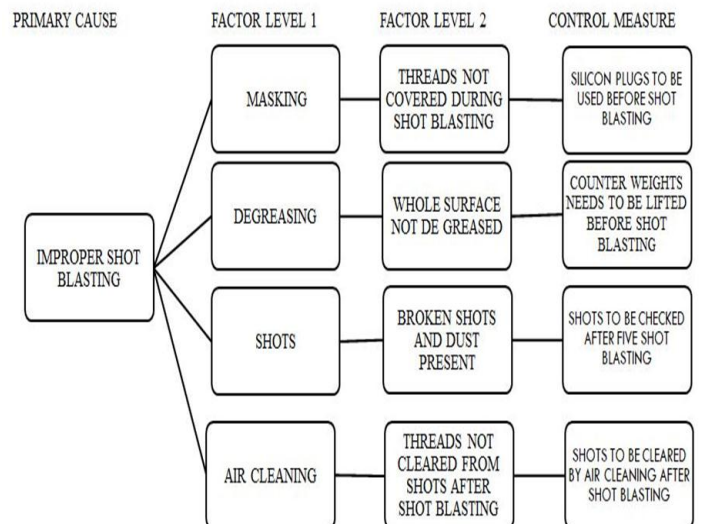 PRIMARY CAUSE
FACTOR LEVEL 1
FACTOR LEVEL 2
CONTROL MEASURE
MASKING
THREADS NOT
COVERED DURING
SHOT BLASTING
SILICON PLUGS TO BE
USED BEFORE SHOT
BLASTING
DEGREASING
WHOLE SURFACE
NOT DE GREASED
COUNTER WEIGHTS
NEEDS TO BE LIFTED
BEFORE SHOT
BLASTING
IMPROPER SHOT
BLASTING
SHOTS
BROKEN SHOTS
AND DUST
PRESENT
SHOTS TO BE CHECKED
AFTER FIVE SHOT
BLASTING
AIR CLEANING
THREADS NOT
CLEARED FROM
SHOTS AFTER
SHOT BLASTING
SHOTS TO BE CLEARED
BY AIR CLEANING AFTER
SHOT BLASTING